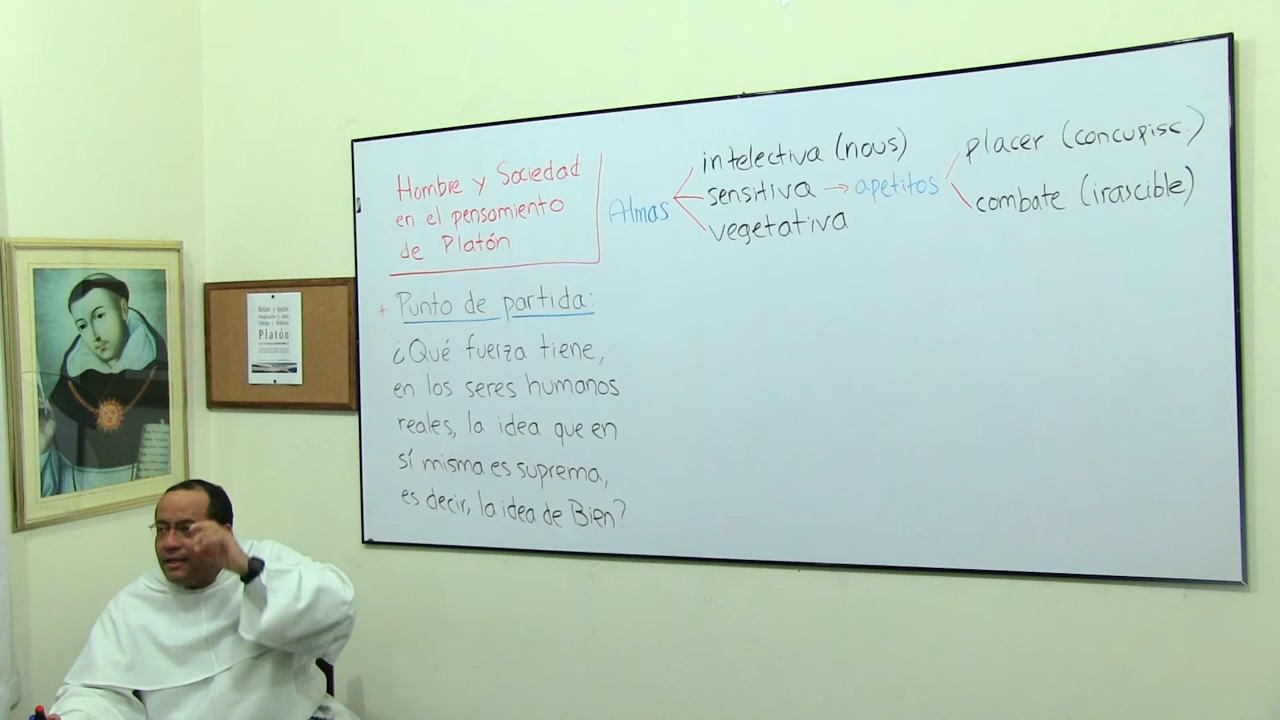 Hombre y Sociedad
en el pensamiento
de Platón
Almas
intelectiva (nous)
sensitiva → apetitos
vegetativa
placer (concupisc.)
combate (irascible)
* Punto de partida:
¿Qué fuerza tiene,
en los seres humanos
reales, la idea que en
sí misma es suprema,
es decir, la idea de Bien?
Platón